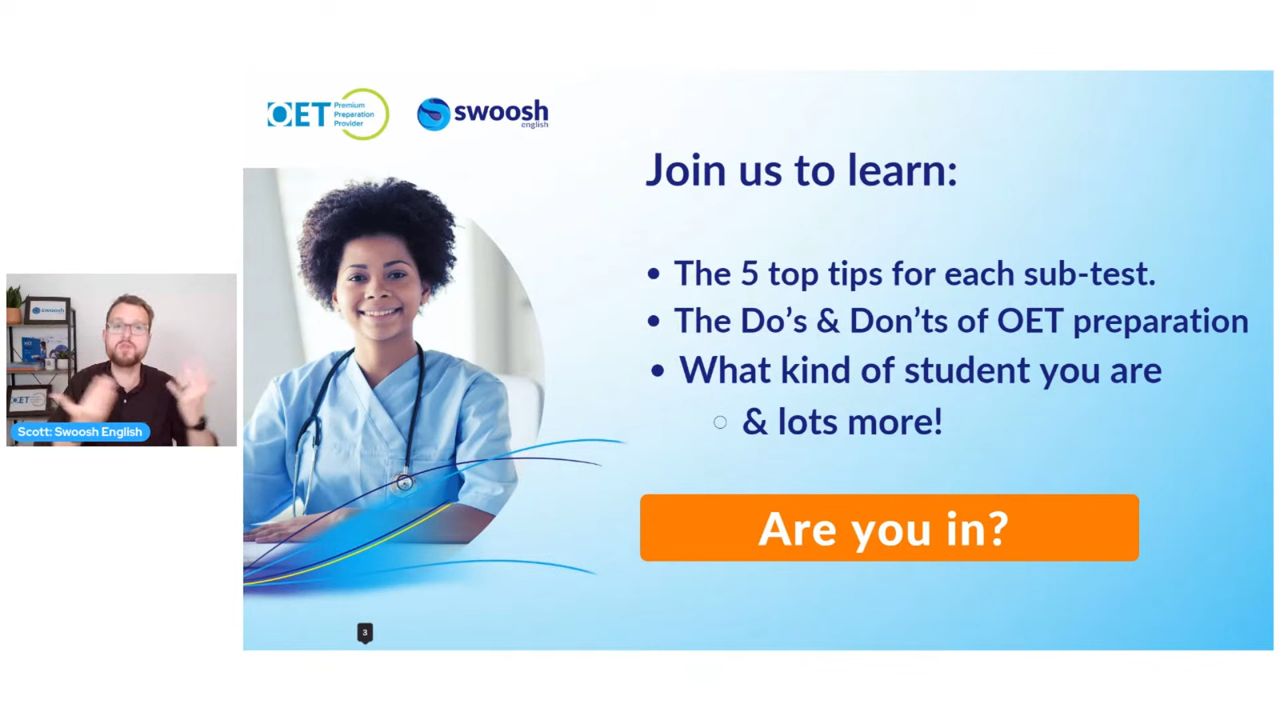 OET Premium
Preparation
Provider
swoosh
english
Join us to learn:
• The 5 top tips for each sub-test.
• The Do's & Don'ts of OET preparation
• What kind of student you are
○ & lots more!
Are you in?
swoosh
OET
Scott: Swoosh English
3